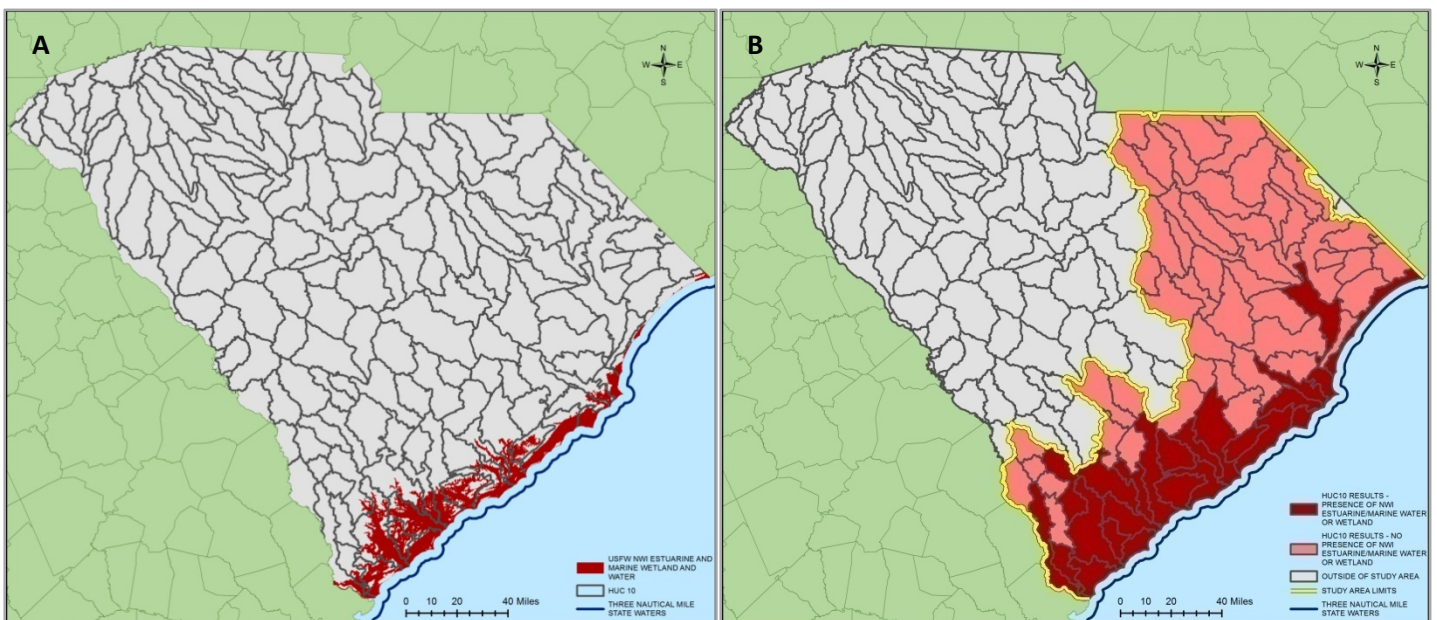 A
N
W E
S
USFW NWI ESTUARINE AND
MARINE WETLAND AND
WATER
HUC 10
THREE NAUTICAL MILE
STATE WATERS
0 10 20 40 Miles
B
N
W E
S
HUC10 RESULTS -
PRESENCE OF NWI
ESTUARINE/MARINE WATER
OR WETLAND
HUC10 RESULTS - NO
PRESENCE OF NWI
ESTUARINE/MARINE WATER
OR WETLAND
OUTSIDE OF STUDY AREA
STUDY AREA LIMITS
THREE NAUTICAL MILE
STATE WATERS
0 10 20 40 Miles